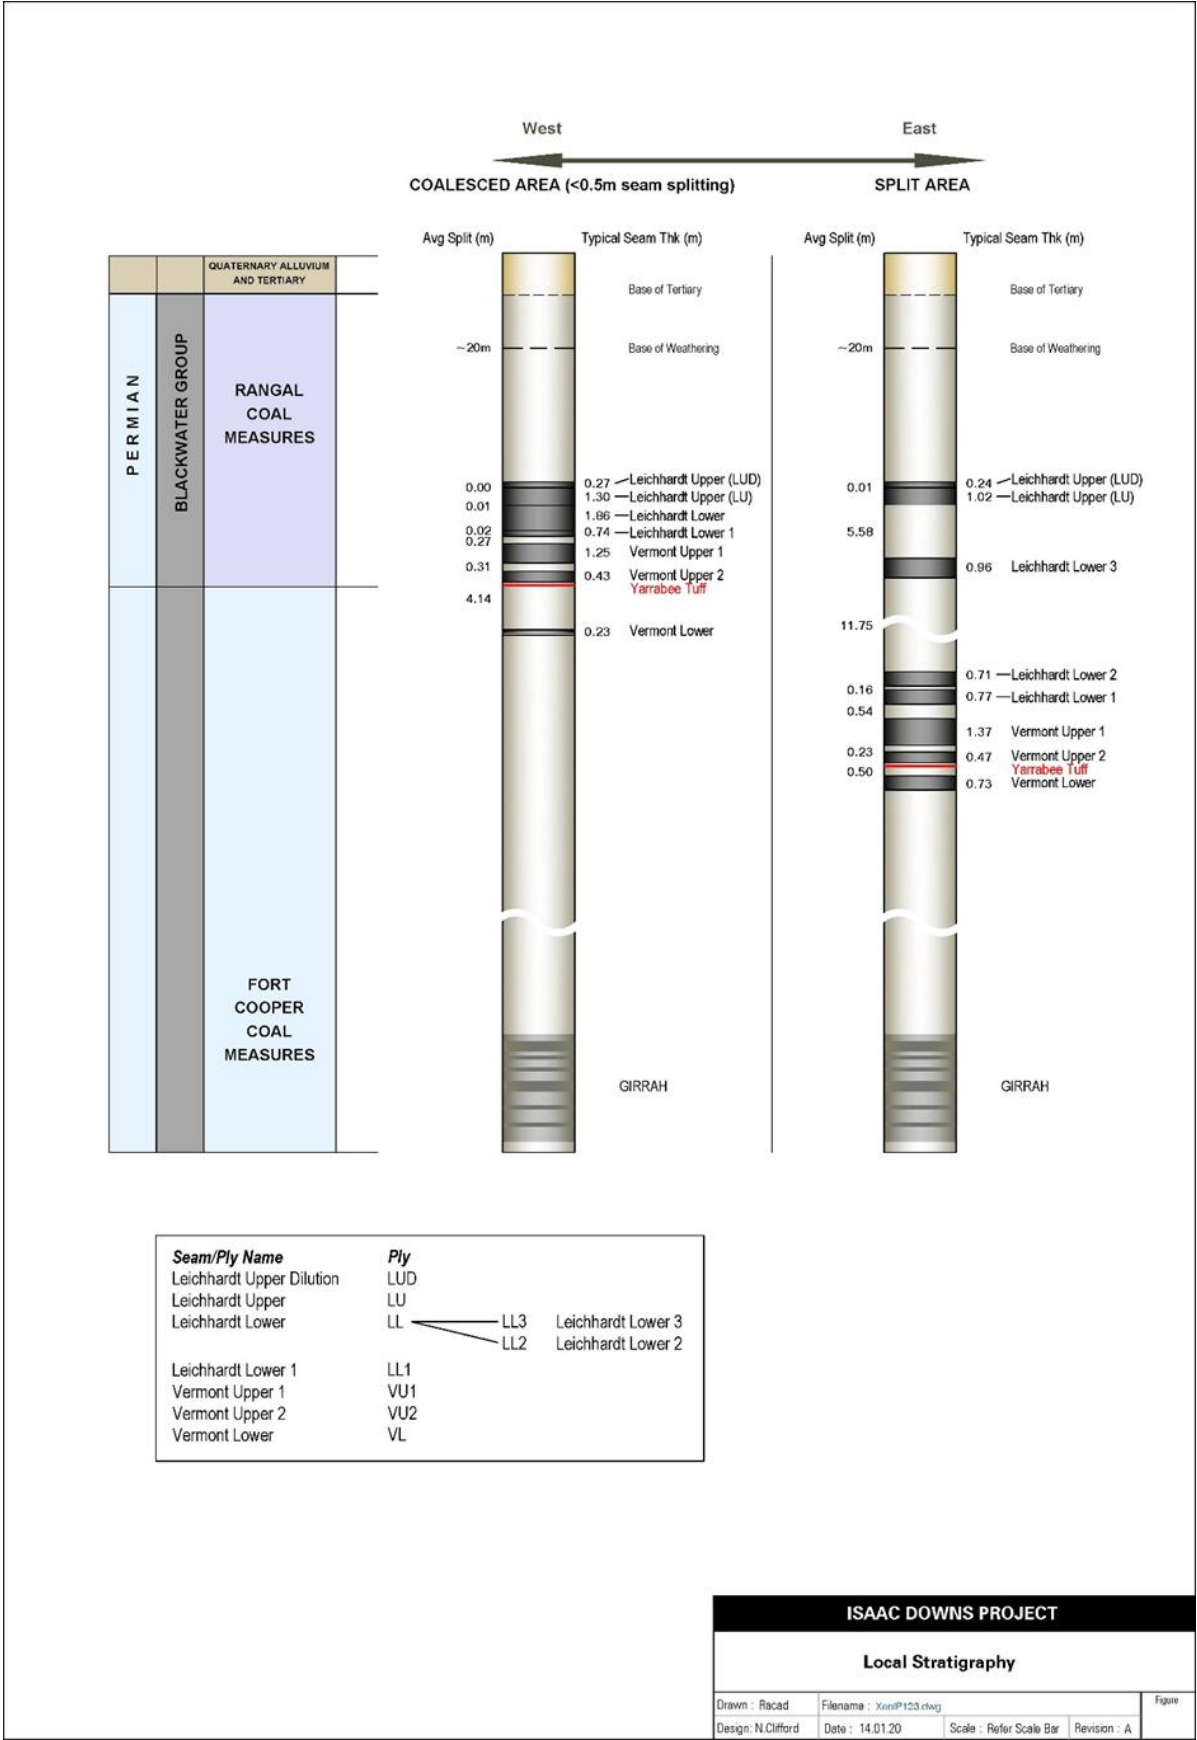 West East
COALESCED AREA (<0.5m seam splitting) SPLIT AREA
Avg Split (m) Typical Seam Thk (m) Avg Split (m) Typical Seam Thk (m)
QUATERNARY ALLUVIUM
AND TERTIARY
PERMIAN
BLACKWATER GROUP
RANGAL
COAL
MEASURES
FORT
COOPER
COAL
MEASURES
Base of Tertiary
~20m Base of Weathering
0.27 Leichhardt Upper (LUD)
0.00
1.30 Leichhardt Upper (LU)
0.01
1.86 Leichhardt Lower
0.02
0.74 Leichhardt Lower 1
0.27
1.25 Vermont Upper 1
0.31
0.43 Vermont Upper 2
Yarrabee Tuff
4.14
0.23 Vermont Lower
GIRRAH
Base of Tertiary
~20m Base of Weathering
0.24 Leichhardt Upper (LUD)
0.01
1.02 Leichhardt Upper (LU)
5.58
0.96 Leichhardt Lower 3
11.75
0.71 Leichhardt Lower 2
0.16
0.77 Leichhardt Lower 1
0.54
1.37 Vermont Upper 1
0.23
0.47 Vermont Upper 2
Yarrabee Tuff
0.50
0.73 Vermont Lower
GIRRAH
Seam/Ply Name Ply
Leichhardt Upper Dilution LUD
Leichhardt Upper LU
Leichhardt Lower LL LL3 Leichhardt Lower 3
LL2 Leichhardt Lower 2
Leichhardt Lower 1 LL1
Vermont Upper 1 VU1
Vermont Upper 2 VU2
Vermont Lower VL
ISAAC DOWNS PROJECT
Local Stratigraphy
Drawn : Racad Filename : XenIP123.dwg Figure
Design: N.Clifford Date : 14.01.20 Scale : Refer Scale Bar Revision : A